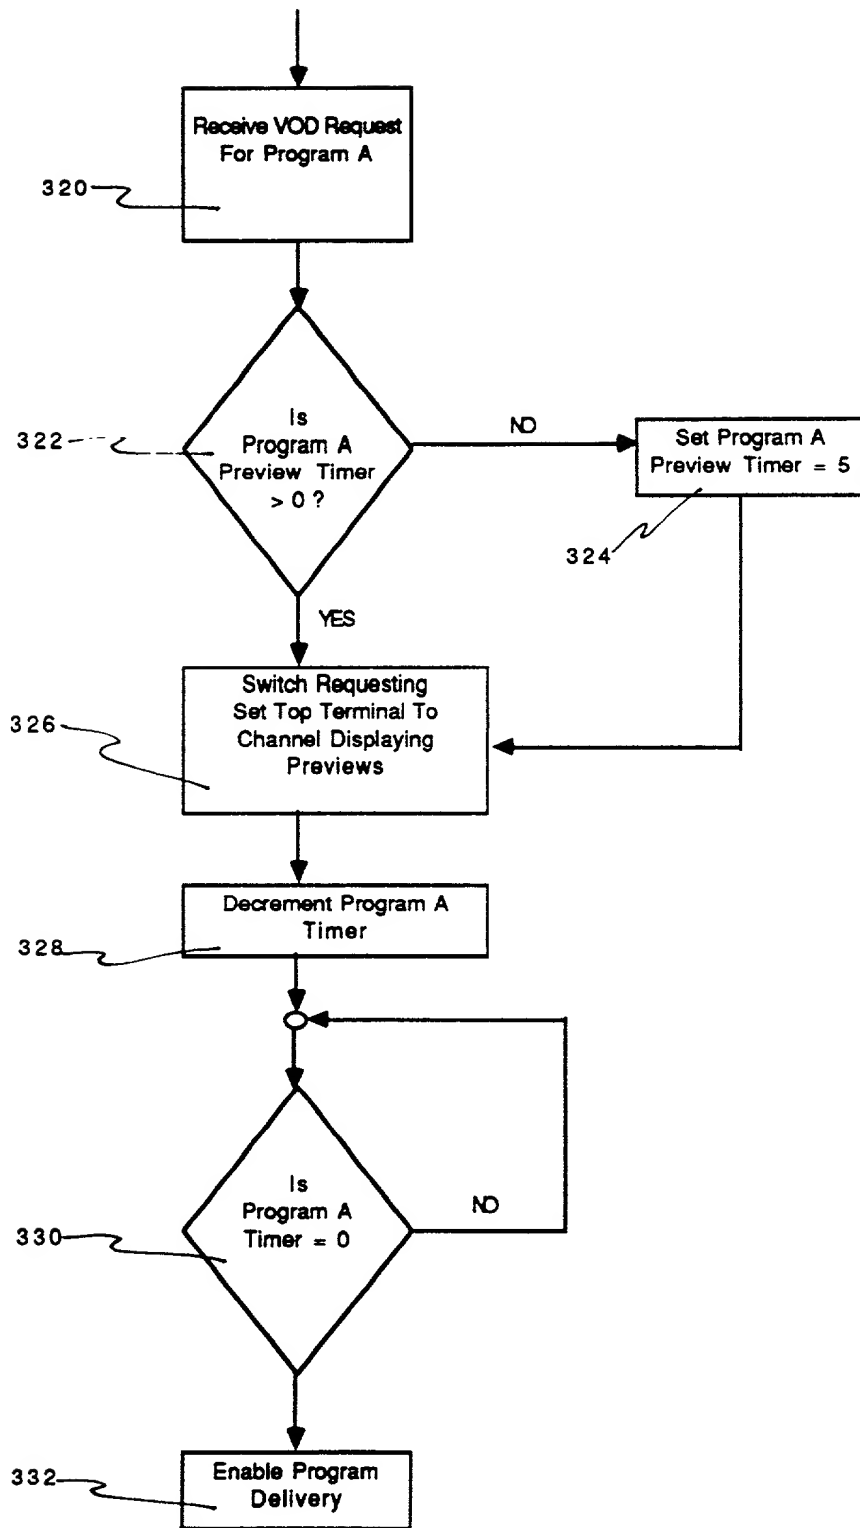 Receive VOD Request
For Program A
320
Is
Program A
Preview Timer
> 0 ?
322
NO
Set Program A
Preview Timer = 5
324
YES
Switch Requesting
Set Top Terminal To
Channel Displaying
Previews
326
Decrement Program A
Timer
328
Is
Program A
Timer = 0
NO
330
Enable Program
Delivery
332